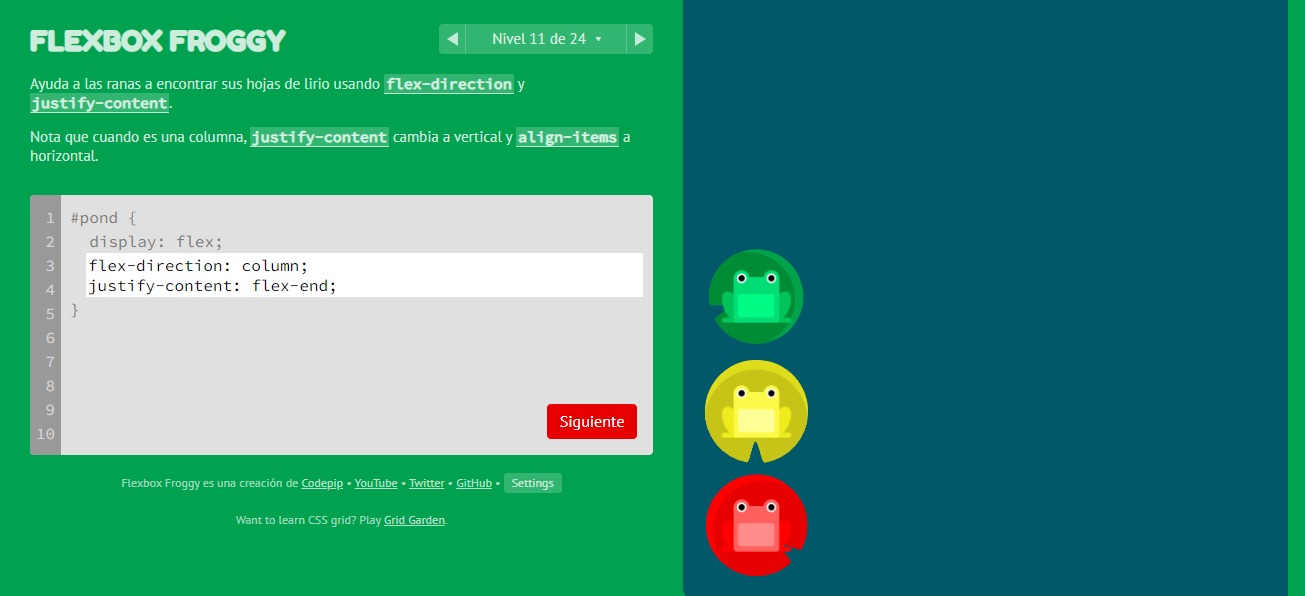 FLEXBOX FROGGY
Nivel 11 de 24
Ayuda a las ranas a encontrar sus hojas de lirio usando flex-direction y
justify-content.
Nota que cuando es una columna, justify-content cambia a vertical y align-items a
horizontal.
1 #pond {
2 display: flex;
3 flex-direction: column;
4 justify-content: flex-end;
5 }
6
7
8
9
10
Siguiente
Flexbox Froggy es una creación de Codepip • YouTube • Twitter • GitHub • Settings
Want to learn CSS grid? Play Grid Garden.